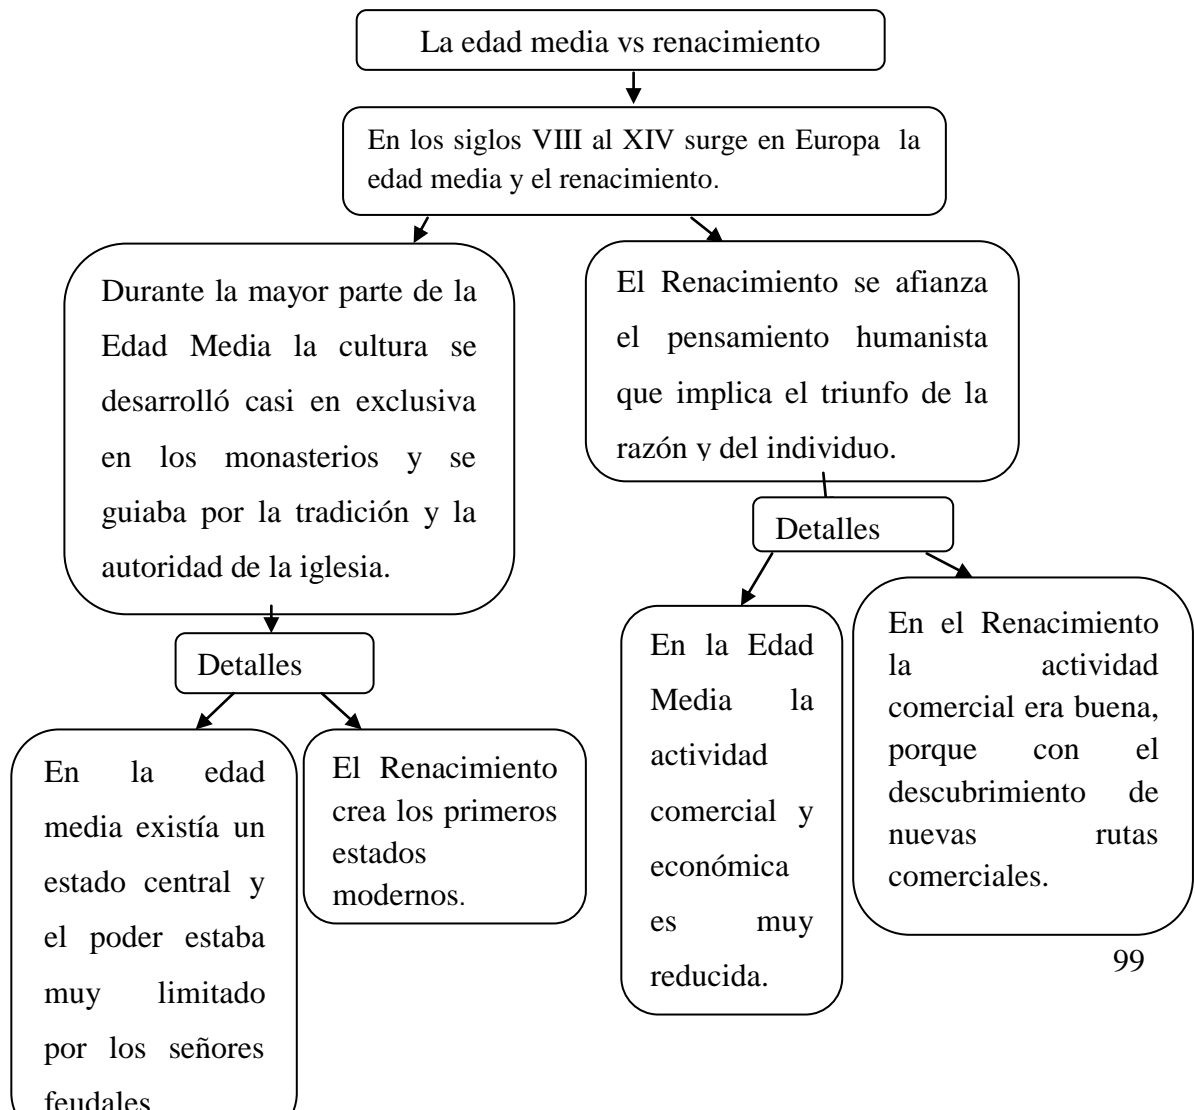 La edad media vs renacimiento
En los siglos VIII al XIV surge en Europa la
edad media y el renacimiento.
Durante la mayor parte de la
Edad Media la cultura se
desarrolló casi en exclusiva
en los monasterios y se
guiaba por la tradición y la
autoridad de la iglesia.
El Renacimiento se afianza
el pensamiento humanista
que implica el triunfo de la
razón y del individuo.
Detalles
En la edad
media existía un
estado central y
el poder estaba
muy limitado
por los señores
feudales
El Renacimiento
crea los primeros
estados
modernos.
Detalles
En la Edad
Media la
actividad
comercial y
económica
es muy
reducida.
En el Renacimiento
la actividad
comercial era buena,
porque con el
descubrimiento de
nuevas rutas
comerciales.
99